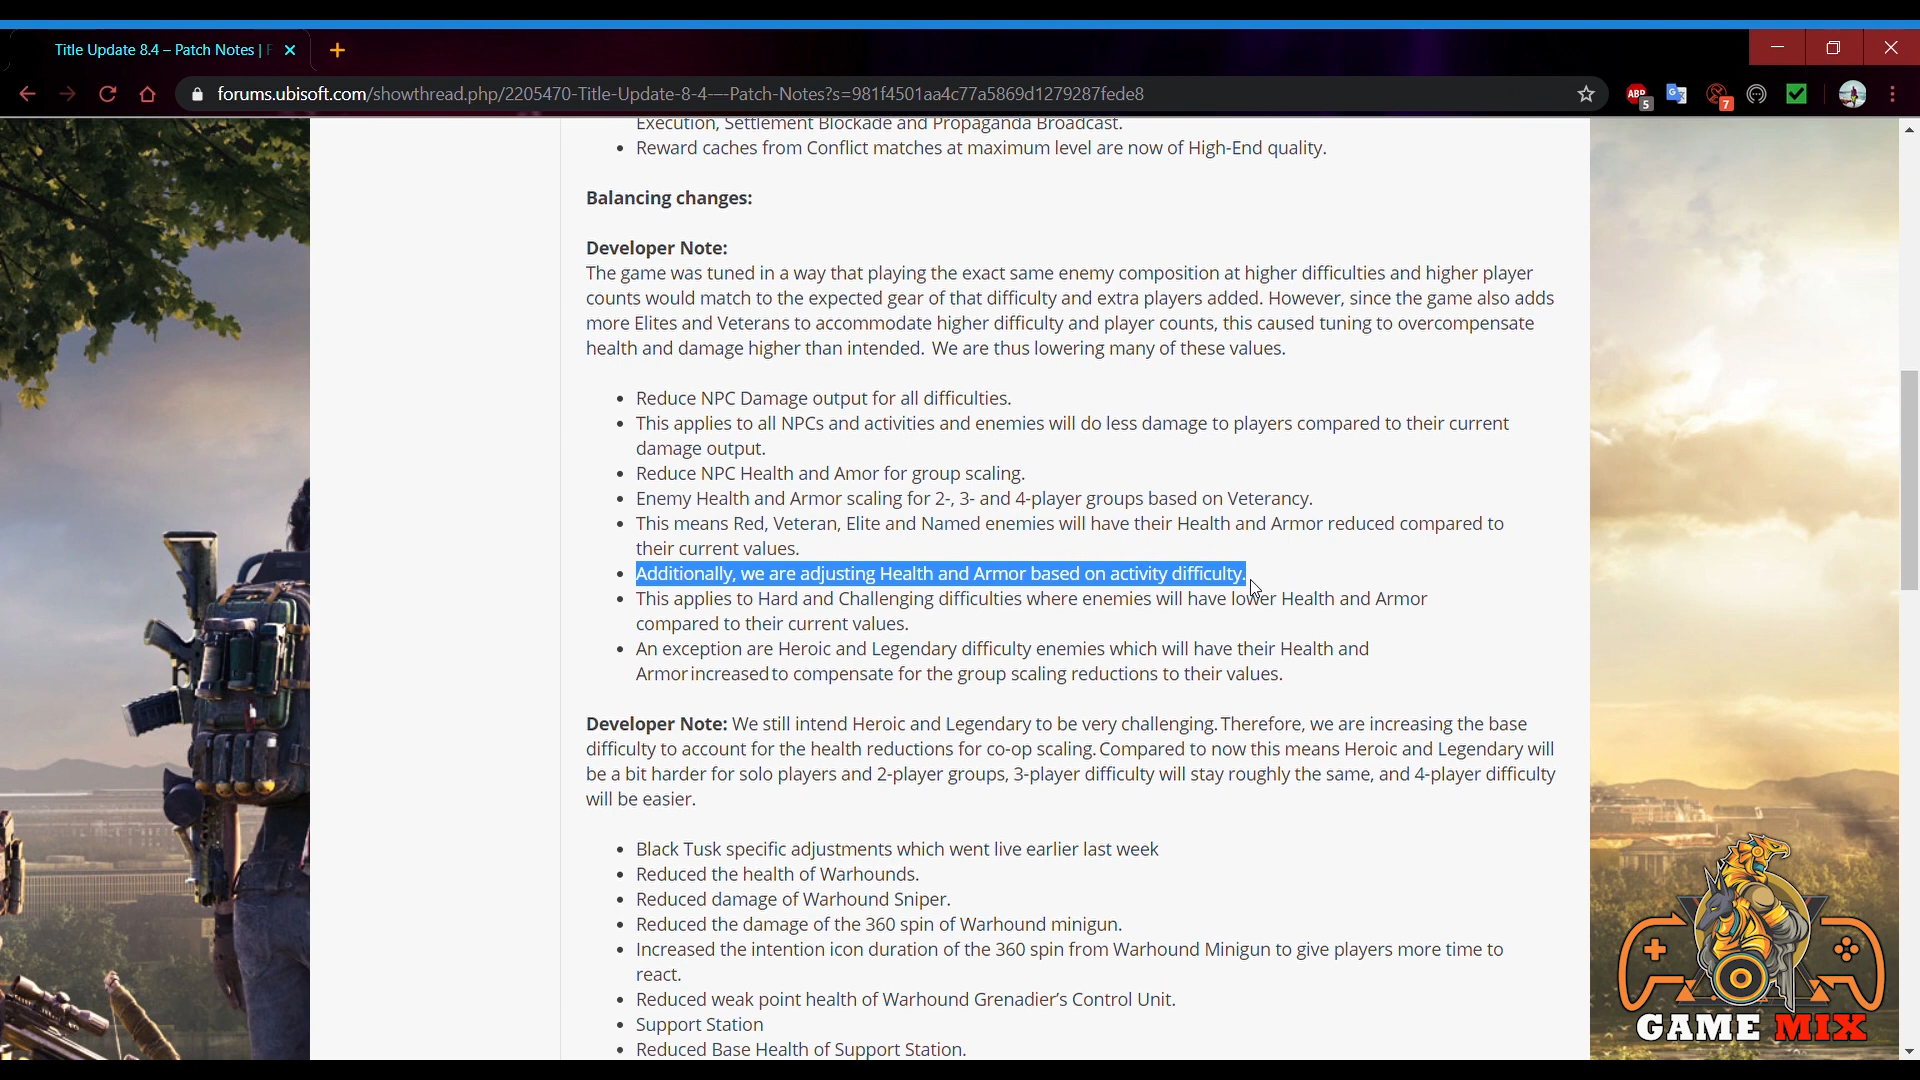 Title Update 8.4 – Patch Notes | F
forums.ubisoft.com/showthread.php/2205470-Title-Update-8-4-–-Patch-Notes?s=981f4501aa4c77a5869d1279287fede8
ABP
5
7
Execution, Settlement Blockade and Propaganda Broadcast.
• Reward caches from Conflict matches at maximum level are now of High-End quality.
Balancing changes:
Developer Note:
The game was tuned in a way that playing the exact same enemy composition at higher difficulties and higher player
counts would match to the expected gear of that difficulty and extra players added. However, since the game also adds
more Elites and Veterans to accommodate higher difficulty and player counts, this caused tuning to overcompensate
health and damage higher than intended. We are thus lowering many of these values.
• Reduce NPC Damage output for all difficulties.
• This applies to all NPCs and activities and enemies will do less damage to players compared to their current
damage output.
• Reduce NPC Health and Amor for group scaling.
• Enemy Health and Armor scaling for 2-, 3- and 4-player groups based on Veterancy.
• This means Red, Veteran, Elite and Named enemies will have their Health and Armor reduced compared to
their current values.
• Additionally, we are adjusting Health and Armor based on activity difficulty.
• This applies to Hard and Challenging difficulties where enemies will have lower Health and Armor
compared to their current values.
• An exception are Heroic and Legendary difficulty enemies which will have their Health and
Armor increased to compensate for the group scaling reductions to their values.
Developer Note: We still intend Heroic and Legendary to be very challenging. Therefore, we are increasing the base
difficulty to account for the health reductions for co-op scaling. Compared to now this means Heroic and Legendary will
be a bit harder for solo players and 2-player groups, 3-player difficulty will stay roughly the same, and 4-player difficulty
will be easier.
• Black Tusk specific adjustments which went live earlier last week
• Reduced the health of Warhounds.
• Reduced damage of Warhound Sniper.
• Reduced the damage of the 360 spin of Warhound minigun.
• Increased the intention icon duration of the 360 spin from Warhound Minigun to give players more time to
react.
• Reduced weak point health of Warhound Grenadier’s Control Unit.
• Support Station
• Reduced Base Health of Support Station.
GAME MIX